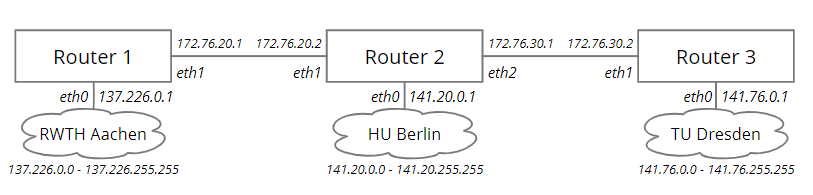 172.76.20.1 172.76.20.2 172.76.30.1 172.76.30.2
Router 1 Router 2 Router 3
eth1 eth1 eth2 eth1
eth0 137.226.0.1 eth0 141.20.0.1 eth0 141.76.0.1
RWTH Aachen HU Berlin TU Dresden
137.226.0.0 - 137.226.255.255 141.20.0.0 - 141.20.255.255 141.76.0.0 - 141.76.255.255